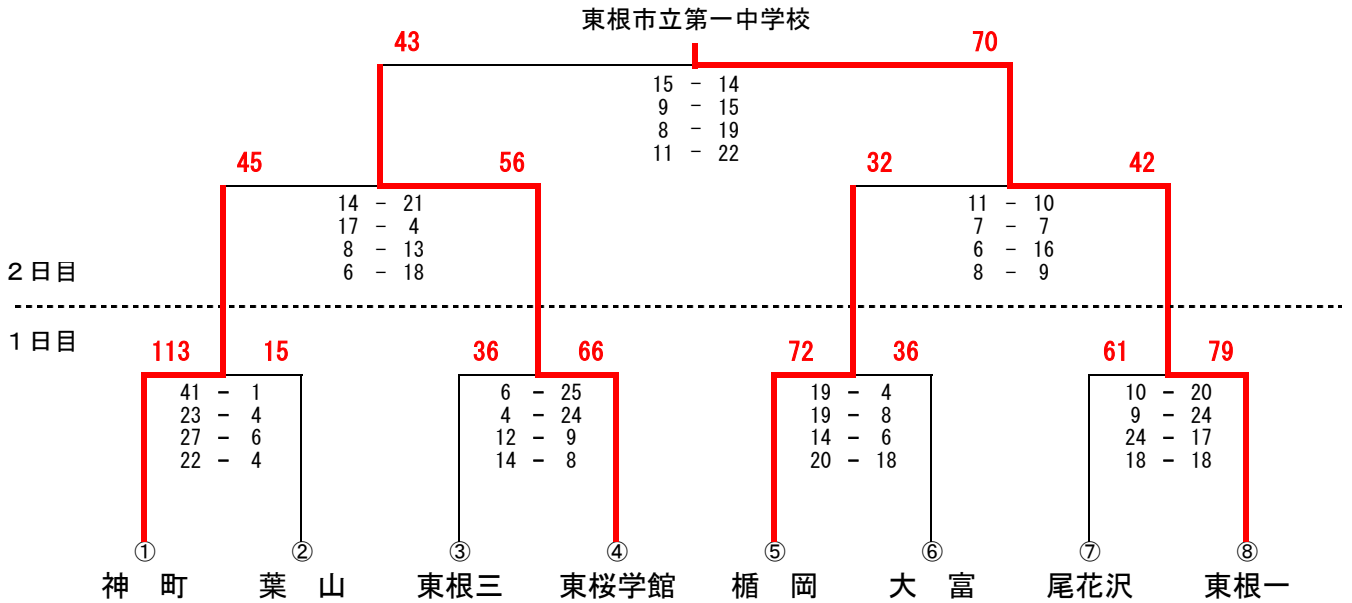 東根市立第一中学校
43 70
15 - 14
9 - 15
8 - 19
11 - 22
45 56 32 42
14 - 21 11 - 10
17 - 4 7 - 7
8 - 13 6 - 16
6 - 18 8 - 9
2日目
1日目
113 15 36 66 72 36 61 79
41 - 1 6 - 25 19 - 4 10 - 20
23 - 4 4 - 24 19 - 8 9 - 24
27 - 6 12 - 9 14 - 6 24 - 17
22 - 4 14 - 8 20 - 18 18 - 18
① ② ③ ④ ⑤ ⑥ ⑦ ⑧
神 町 葉 山 東根三 東桜学館 楯 岡 大 富 尾花沢 東根一